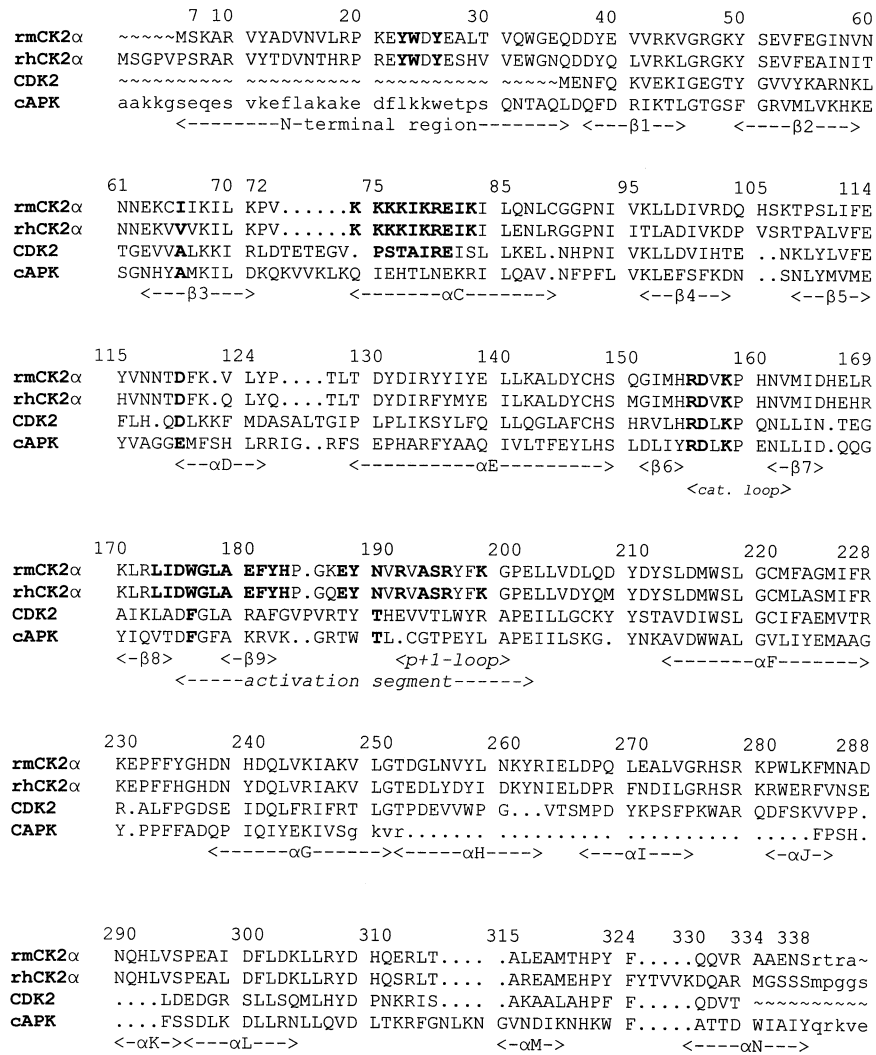 7 10 20 30 40 50 60
rmCK2α ~~~~~MSKAR VYADVNVLRP KEYWDYEALT VQWGEQDDYE VVRKVGRGKY SEVFEGINVN
rhCK2α MSGPVPSRAR VYTDVNTHRP REYWDYESHV VEWGNQDDYQ LVRKLGRGKY SEVFEAINIT
CDK2 ~~~~~~~~~~ ~~~~~~~~~~ ~~~~~~~~~~ ~~~~~~MENFQ KVEKIGEGTY GVVYKARNKL
cAPK aakkgseqes vkeflakake dflkkwetps QNTAQLDQFD RIKTLGTGSF GRVMLVKHKE
<--------N-terminal region-------> <---β1----> <----β2---->
61 70 72 75 85 95 105 114
rmCK2α NNEKCIIKIL KPV......K KKKIKREIKI LQNLCGGPNI VKLLDIVRDQ HSKTPSLIFE
rhCK2α NNEKVVVKIL KPV......K KKKIKREIKI LENLRGGPNI ITLADIVKDP VSRTPALVFE
CDK2 TGEVVALKKI RLDTETEGV. PSTAIREISL LKEL.NHPNI VKLLDVIHTE ..NKLYLVFE
cAPK SGNHYAMKIL DKQKVVKLKQ IEHTLNEKRI LQAV.NFPFL VKLEFSFKDN ..SNLYMVME
<---β3---> <-------αC--------> <--β4---> <--β5-->
115 124 130 140 150 160 169
rmCK2α YVNNTDFK.V LYP....TLT DYDIRYYIYE LLKALDYCHS QGIMHRDVKP HNVMIDHELR
rhCK2α HVNNTDFK.Q LYQ....TLT DYDIRFYMYE ILKALDYCHS MGIMHRDVKP HNVMIDHEHR
CDK2 FLH.QDLKKF MDASALTGIP LPLIKSYLFQ LLQGLAFCHS HRVLHRDLKP QNLLIN.TEG
cAPK YVAGGEMFSH LRRIG..RFS EPHARFYAAQ IVLTFEYLHS LDLIYRDLKP ENLLID.QQG
<--αD---> <----------αE---------> <β6-> <-β7->
<cat. loop>
170 180 190 200 210 220 228
rmCK2α KLRLIDWGLA EFYHP.GKEY NVRVASRYFK GPELLVDLQD YDYSLDMWSL GCMFAGMIFR
rhCK2α KLRLIDWGLA EFYHP.GQEY NVRVASRYFK GPELLVDYQM YDYSLDMWSL GCMLASMIFR
CDK2 AIKLADFGLA RAFGVPVRTY THEVVTLWYR APEILLGCKY YSTAVDIWSL GCIFAEMVTR
cAPK YIQVTDFGFA KRVK..GRTW TL.CGTPEYL APEIILSKG. YNKAVDWWAL GVLIYEMAAG
<-β8-> <-β9-> <p+1-loop> <-------αF------->
<-----activation segment------>
230 240 250 260 270 280 288
rmCK2α KEPFFYGHDN HDQLVKIAKV LGTDGLNVYL NKYRIELDPQ LEALVGRHSR KPWLKFMNAD
rhCK2α KEPFFHGHDN YDQLVRIAKV LGTEDLYDYI DKYNIELDPR FNDILGRHSR KRWERFVNSE
CDK2 R.ALFPGDSE IDQLFRIFRT LGTPDEVVWP G...VTSMPD YKPSFPKWAR QDFSKVVPP.
CAPK Y.PPFFADQP IQIYEKIVSg kvr....... .......... .......... .....FPSH.
<------αG-----> <-----αH----> <--αI----> <-αJ->
290 300 310 315 324 330 334 338
rmCK2α NQHLVSPEAI DFLDKLLRYD HQERLT.... .ALEAMTHPY F.....QQVR AAENSrtra~
rhCK2α NQHLVSPEAL DFLDKLLRYD HQSRLT.... .AREAMEHPY FYTVVKDQAR MGSSSmpggs
CDK2 ....LDEDGR SLLSQMLHYD PNKRIS.... .AKAALAHPF F.....QDVT ~~~~~~~~~~
cAPK ....FSSDLK DLLRNLLQVD LTKRFGNLKN GVNDIKNHKW F.....ATTD WIAIYqrkve
<-αK-><---αL----> <-αM-> <----αN---->